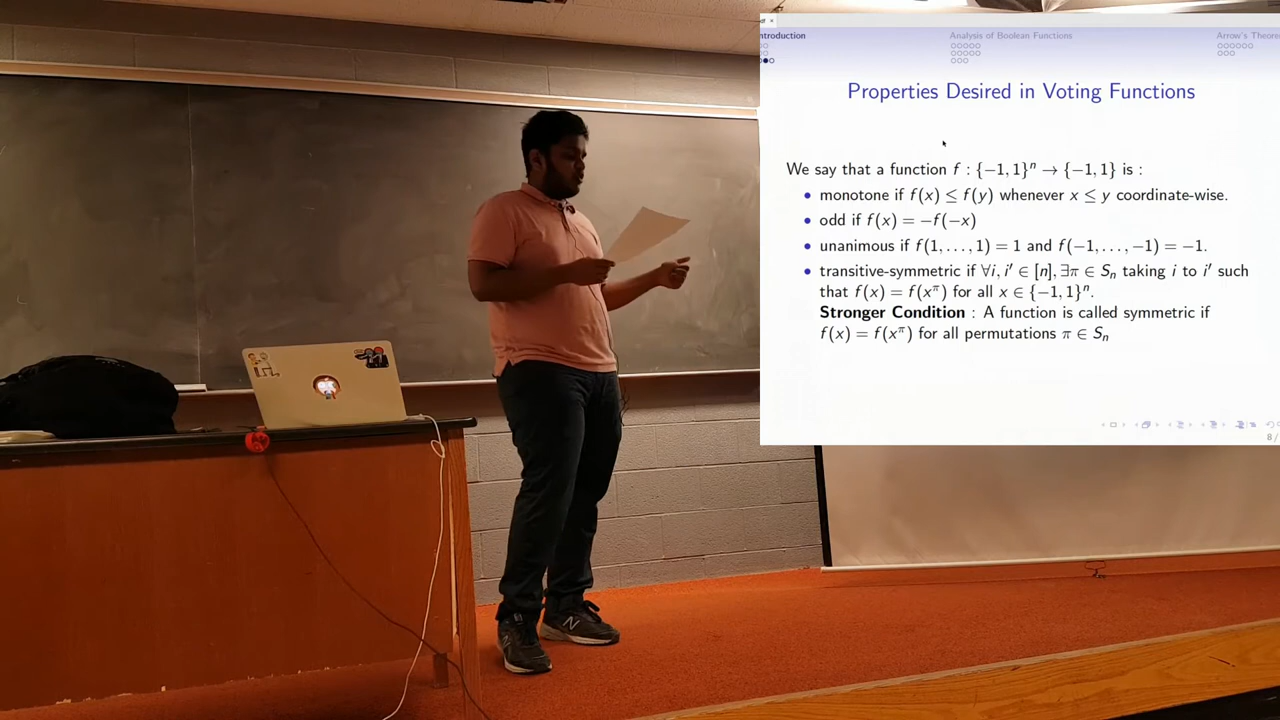 ntroduction
Analysis of Boolean Functions
Arrow's Theore
Properties Desired in Voting Functions
We say that a function f : {−1, 1}ⁿ → {−1, 1} is :
• monotone if f(x) ≤ f(y) whenever x ≤ y coordinate-wise.
• odd if f(x) = −f(−x)
• unanimous if f(1, . . . , 1) = 1 and f(−1, . . . , −1) = −1.
• transitive-symmetric if ∀i, i′ ∈ [n], ∃π ∈ Sₙ taking i to i′ such
that f(x) = f(x^π) for all x ∈ {−1, 1}ⁿ.
Stronger Condition : A function is called symmetric if
f(x) = f(x^π) for all permutations π ∈ Sₙ
8/
N